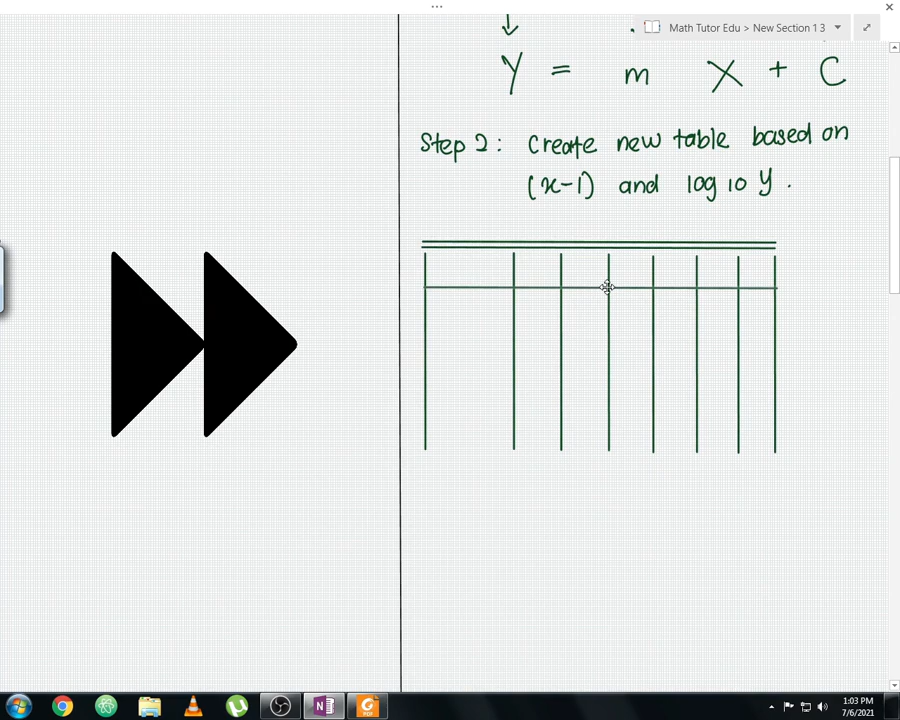 Math Tutor Edu > New Section 1 3
Y = m X + C
Step 2: Create new table based on
(x-1) and log 10 y.
1:03 PM
7/6/2021